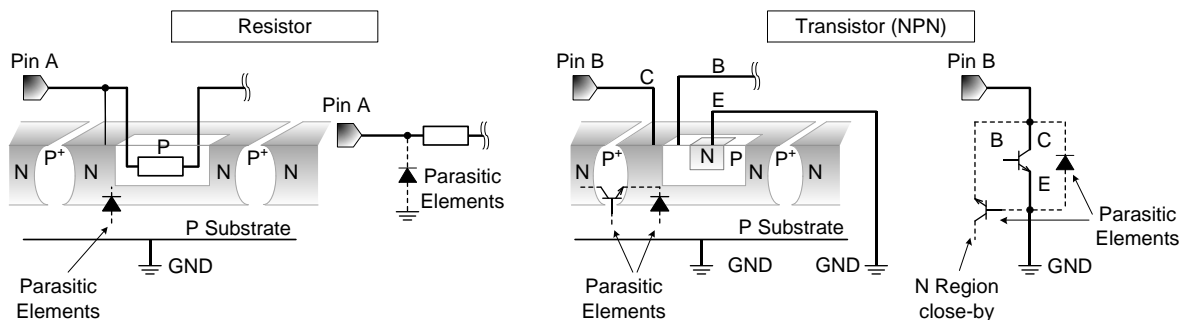 Resistor
Pin A
Pin A
N
P+
N
P
N
P+
N
Parasitic
Elements
P Substrate
GND
Parasitic
Elements
Transistor (NPN)
Pin B
C
B
E
N
P+
N
N
P
N
P+
N
P Substrate
GND
GND
Parasitic
Elements
Pin B
B
C
E
Parasitic
Elements
GND
N Region
close-by